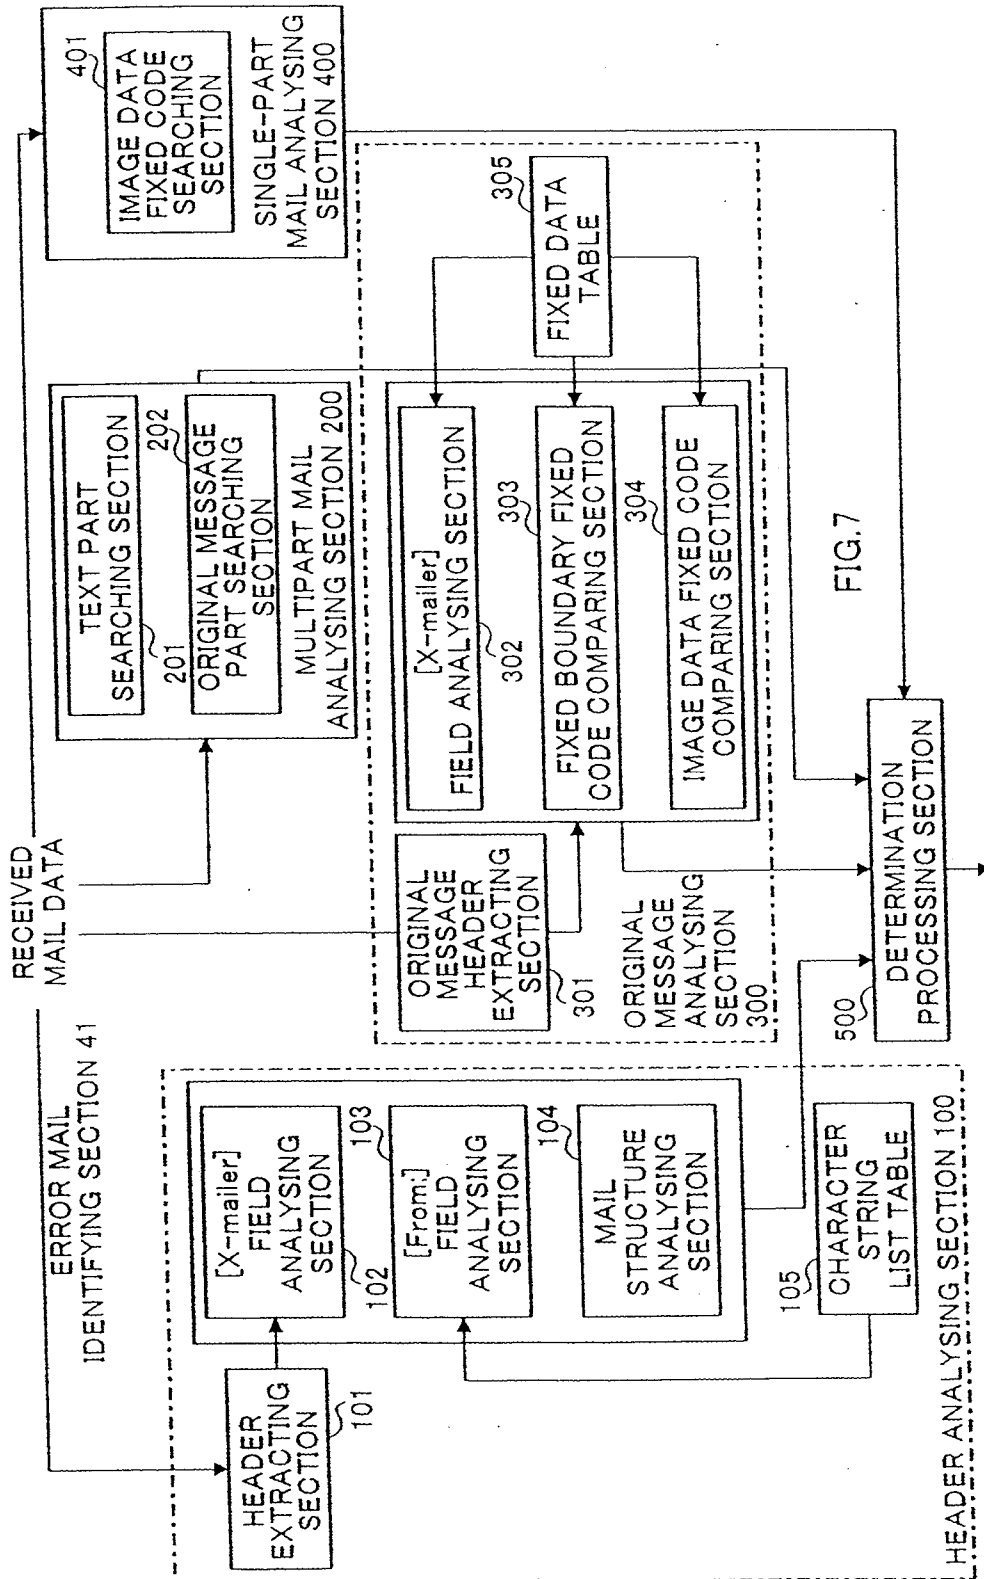 RECEIVED
MAIL DATA
ERROR MAIL
IDENTIFYING SECTION 41
HEADER
EXTRACTING
SECTION
101
[X-mailer]
FIELD
ANALYSING
SECTION
102
103
[From:]
FIELD
ANALYSING
SECTION
104
MAIL
STRUCTURE
ANALYSING
SECTION
105
CHARACTER
STRING
LIST TABLE
HEADER ANALYSING SECTION 100
TEXT PART
SEARCHING SECTION
201
202
ORIGINAL MESSAGE
PART SEARCHING
SECTION
MULTIPART MAIL
ANALYSING SECTION 200
401
IMAGE DATA
FIXED CODE
SEARCHING
SECTION
SINGLE-PART
MAIL ANALYSING
SECTION 400
ORIGINAL
MESSAGE
HEADER
EXTRACTING
SECTION
301
[X-mailer]
FIELD ANALYSING SECTION
302
303
FIXED BOUNDARY FIXED
CODE COMPARING SECTION
304
IMAGE DATA FIXED CODE
COMPARING SECTION
305
FIXED DATA
TABLE
ORIGINAL
MESSAGE
ANALYSING
SECTION
300
500
DETERMINATION
PROCESSING SECTION
FIG.7